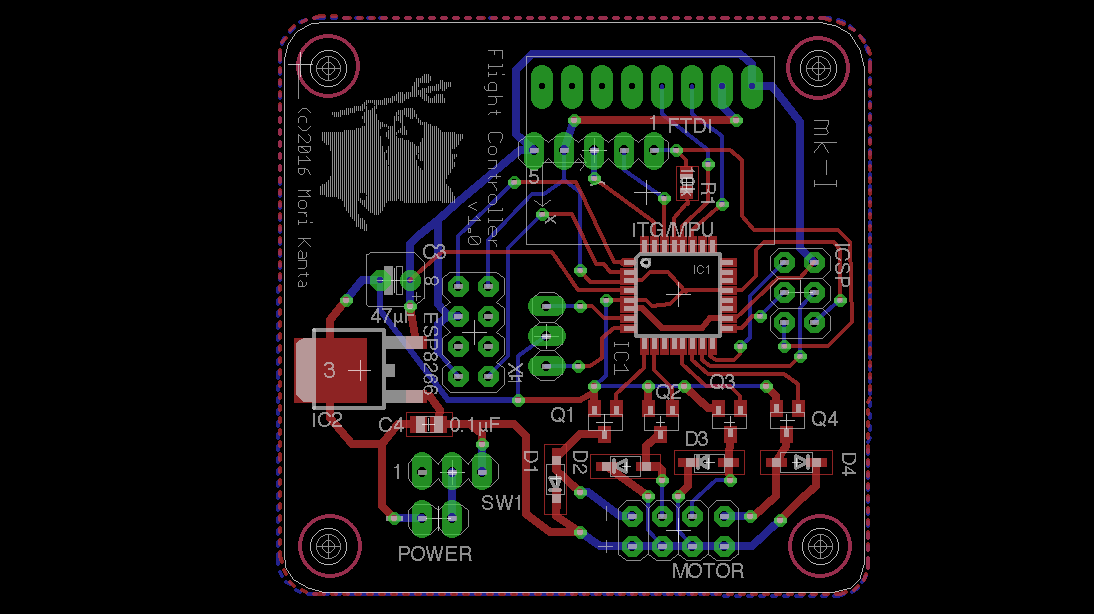 Flight Controller
v1.0
(c)2016 Mori Kanta
mk-I
1 FTDI
5
y
x
10K
R1
ITG/MPU
IC1
IC1
ICSP
C3
8
47µF
+
ESP8266
X1
3
IC2
C4
0.1µF
Q1
Q2
Q3
Q4
D1
D2
D3
D4
1
SW1
POWER
MOTOR